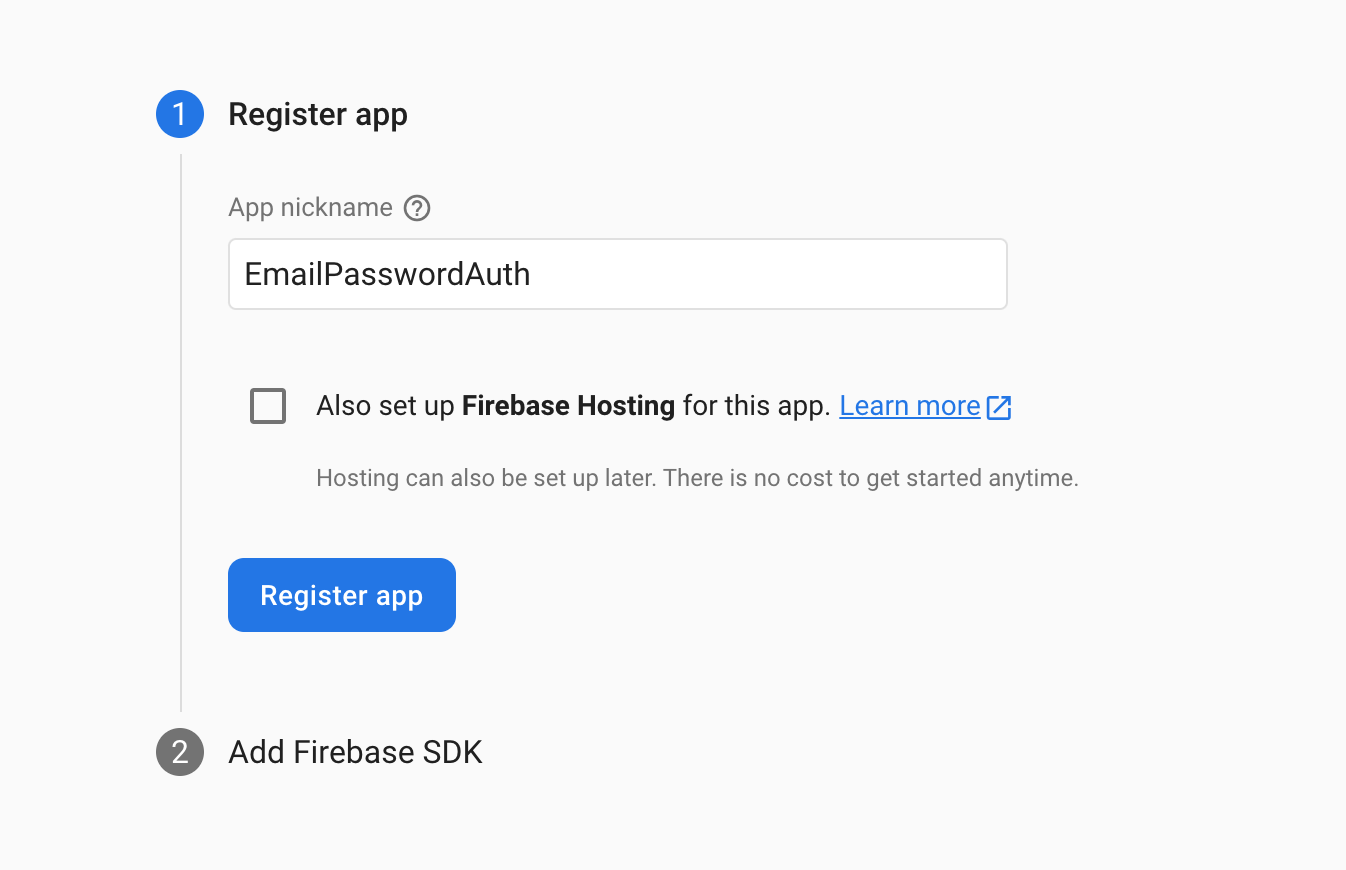 1 Register app
App nickname ?
EmailPasswordAuth
Also set up Firebase Hosting for this app. Learn more
Hosting can also be set up later. There is no cost to get started anytime.
Register app
2 Add Firebase SDK